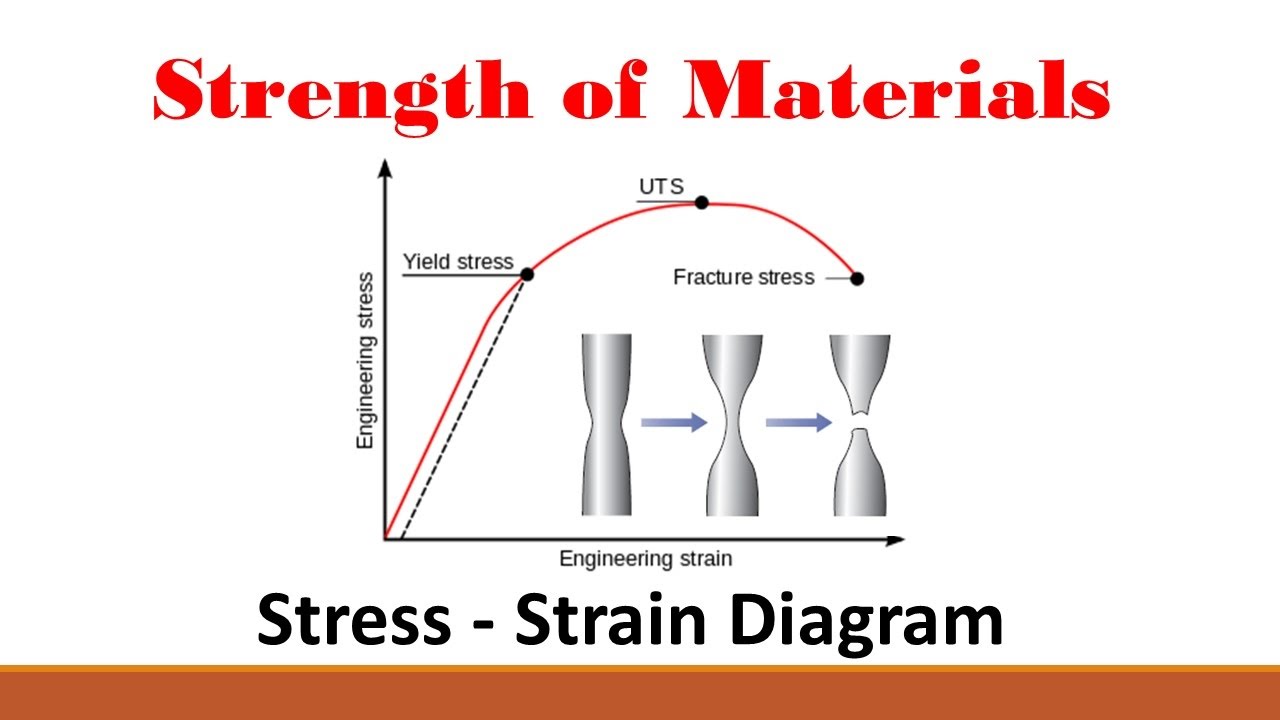 Strength of Materials
UTS
Yield stress
Fracture stress
Engineering stress
Engineering strain
Stress - Strain Diagram